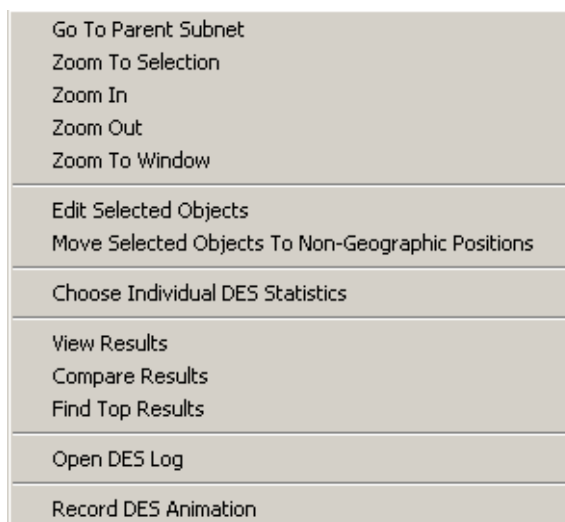 Go To Parent Subnet
Zoom To Selection
Zoom In
Zoom Out
Zoom To Window
Edit Selected Objects
Move Selected Objects To Non-Geographic Positions
Choose Individual DES Statistics
View Results
Compare Results
Find Top Results
Open DES Log
Record DES Animation